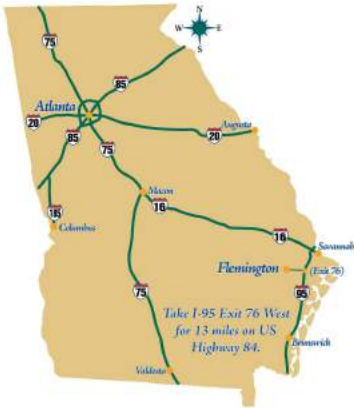 N
W E
S
75
85
Atlanta
20
85
75
20
Augusta
185
Columbus
Macon
16
16
Savannah
Flemington
(Exit 76)
95
75
Take I-95 Exit 76 West
for 13 miles on US
Highway 84.
Brunswick
Valdosta